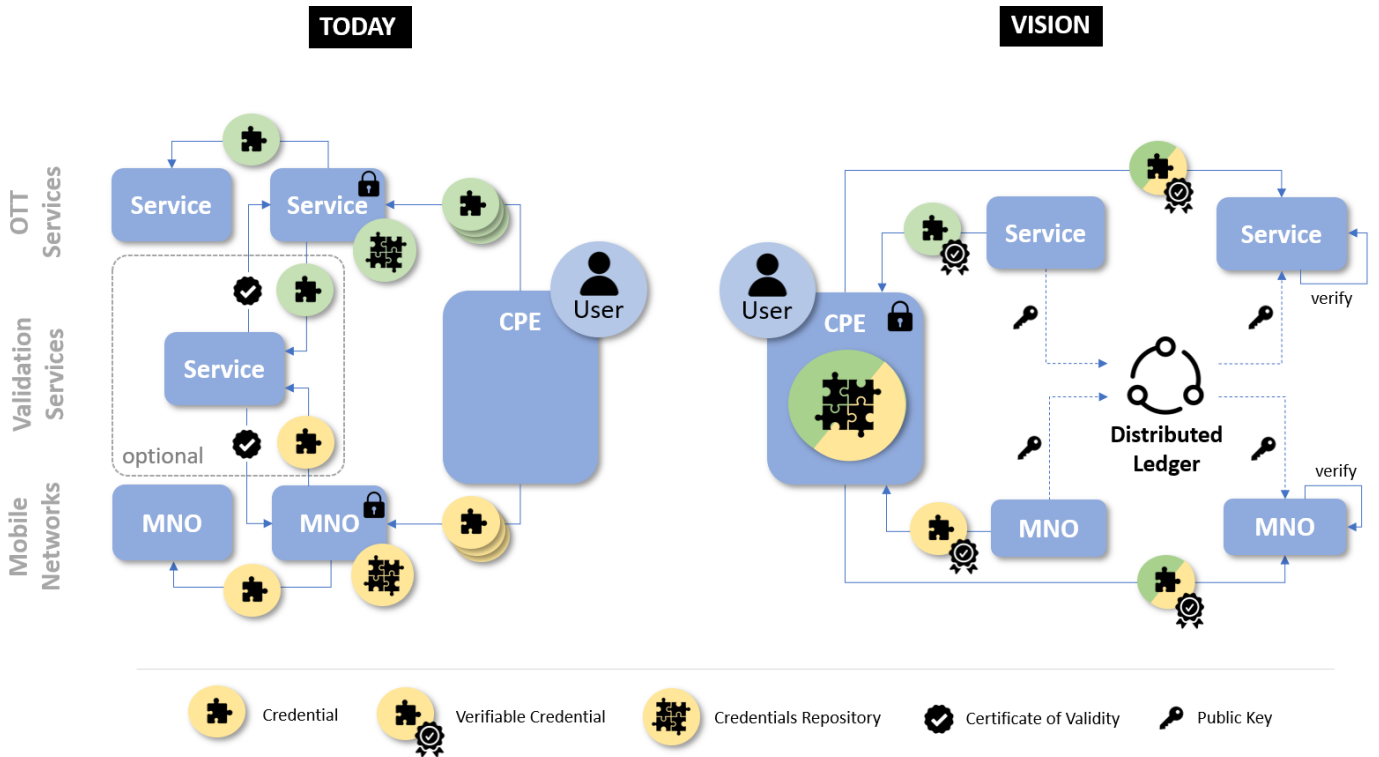 TODAY
VISION
OTT
Services
Validation
Services
Mobile
Networks
Service
Service
Service
optional
MNO
MNO
CPE
User
User
CPE
Service
Service
verify
Distributed
Ledger
verify
MNO
MNO
Credential
Verifiable Credential
Credentials Repository
Certificate of Validity
Public Key